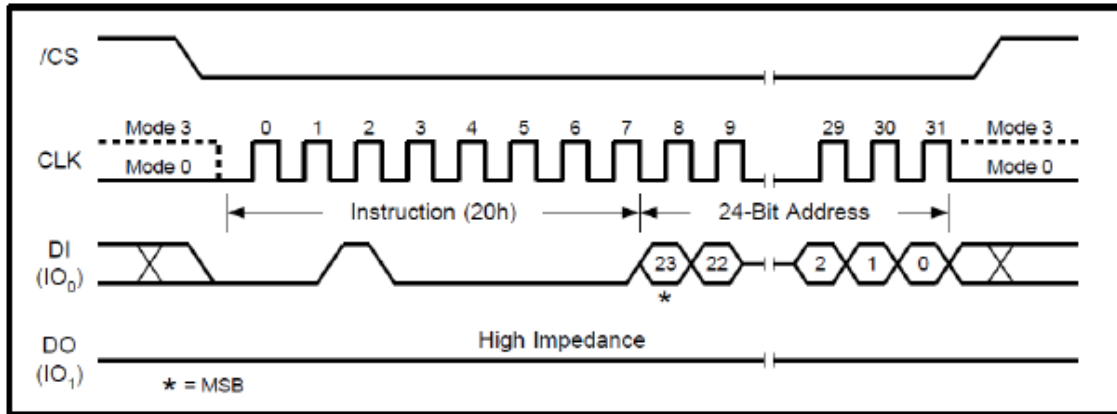 /CS
Mode 3 0 1 2 3 4 5 6 7 8 9 29 30 31 Mode 3
CLK
Mode 0 Mode 0
Instruction (20h) 24-Bit Address
DI
(IO₀)
23 22 2 1 0
*
High Impedance
DO
(IO₁)
* = MSB